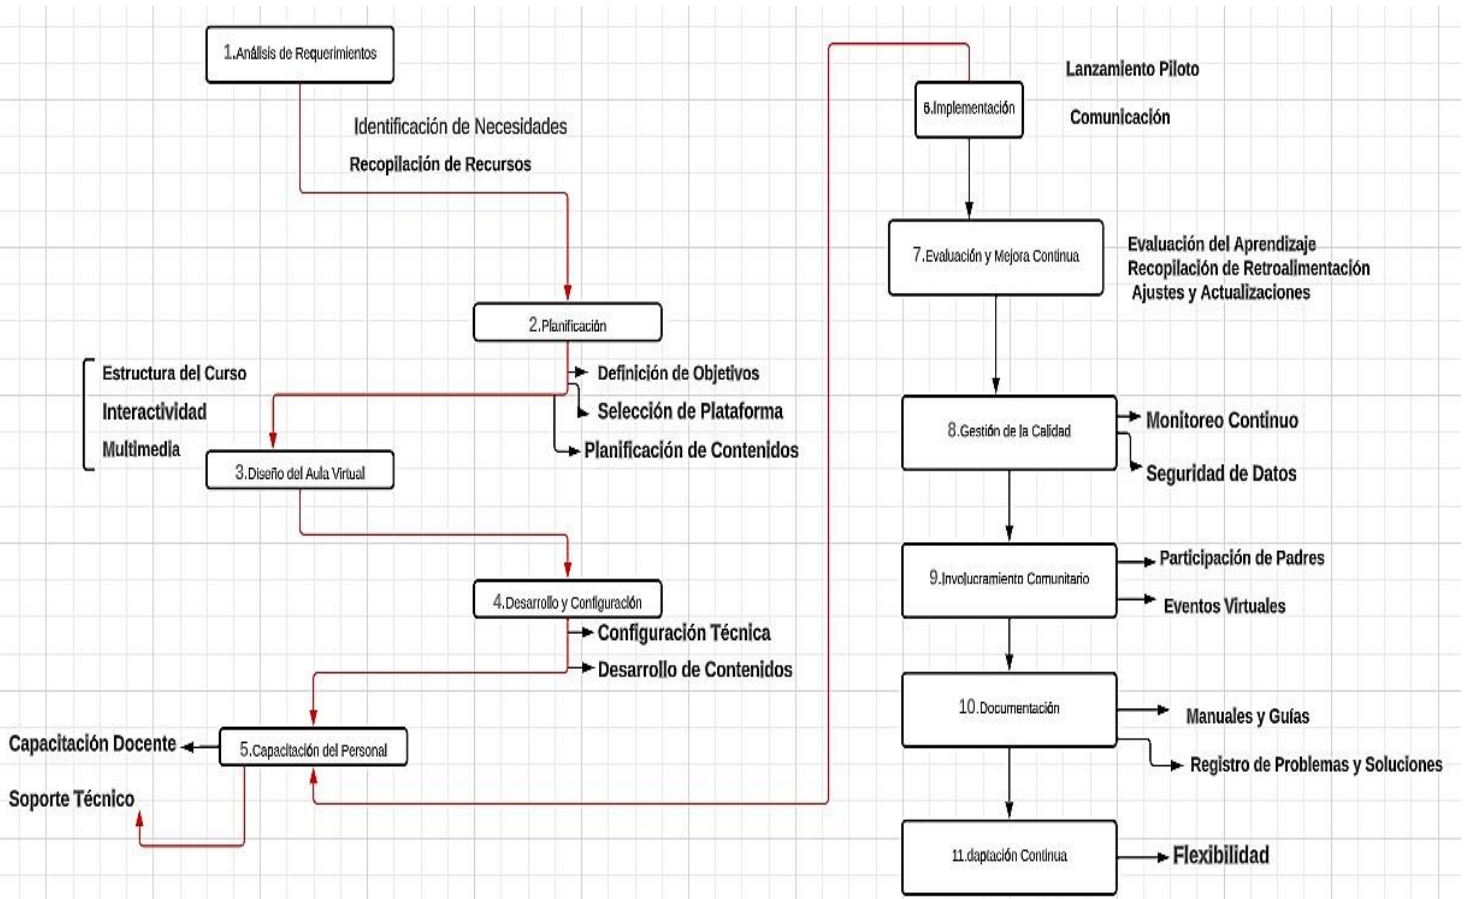 1.Análisis de Requerimientos
Identificación de Necesidades
Recopilación de Recursos
2.Planificación
Definición de Objetivos
Selección de Plataforma
Planificación de Contenidos
Estructura del Curso
Interactividad
Multimedia
3.Diseño del Aula Virtual
4.Desarrollo y Configuración
Configuración Técnica
Desarrollo de Contenidos
5.Capacitación del Personal
Capacitación Docente
Soporte Técnico
6.Implementación
Lanzamiento Piloto
Comunicación
7.Evaluación y Mejora Continua
Evaluación del Aprendizaje
Recopilación de Retroalimentación
Ajustes y Actualizaciones
8.Gestión de la Calidad
Monitoreo Continuo
Seguridad de Datos
9.Involucramiento Comunitario
Participación de Padres
Eventos Virtuales
10.Documentación
Manuales y Guías
Registro de Problemas y Soluciones
11.daptación Continua
Flexibilidad